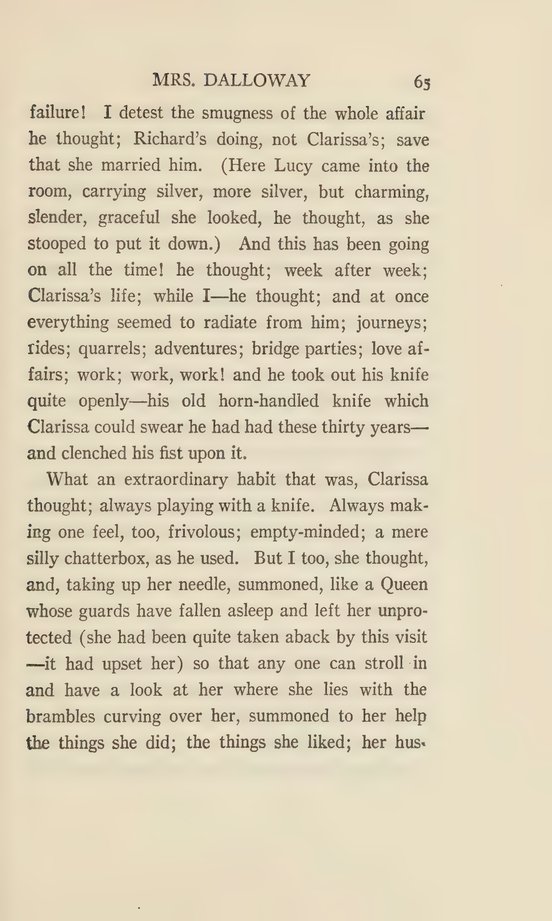 MRS. DALLOWAY 65
failure! I detest the smugness of the whole affair
he thought; Richard's doing, not Clarissa's; save
that she married him. (Here Lucy came into the
room, carrying silver, more silver, but charming,
slender, graceful she looked, he thought, as she
stooped to put it down.) And this has been going
on all the time! he thought; week after week;
Clarissa's life; while I—he thought; and at once
everything seemed to radiate from him; journeys;
rides; quarrels; adventures; bridge parties; love af-
fairs; work; work, work! and he took out his knife
quite openly—his old horn-handled knife which
Clarissa could swear he had had these thirty years—
and clenched his fist upon it.
What an extraordinary habit that was, Clarissa
thought; always playing with a knife. Always mak-
ing one feel, too, frivolous; empty-minded; a mere
silly chatterbox, as he used. But I too, she thought,
and, taking up her needle, summoned, like a Queen
whose guards have fallen asleep and left her unpro-
tected (she had been quite taken aback by this visit
—it had upset her) so that any one can stroll in
and have a look at her where she lies with the
brambles curving over her, summoned to her help
the things she did; the things she liked; her hus-